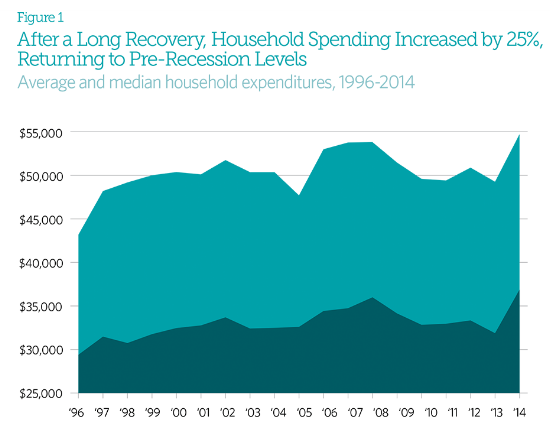 Figure 1
After a Long Recovery, Household Spending Increased by 25%,
Returning to Pre-Recession Levels
Average and median household expenditures, 1996-2014
$55,000
$50,000
$45,000
$40,000
$35,000
$30,000
$25,000
‘96 ‘97 ‘98 ‘99 ‘00 ‘01 ‘02 ‘03 ‘04 ‘05 ‘06 ‘07 ‘08 ‘09 ‘10 ‘11 ‘12 ‘13 ‘14